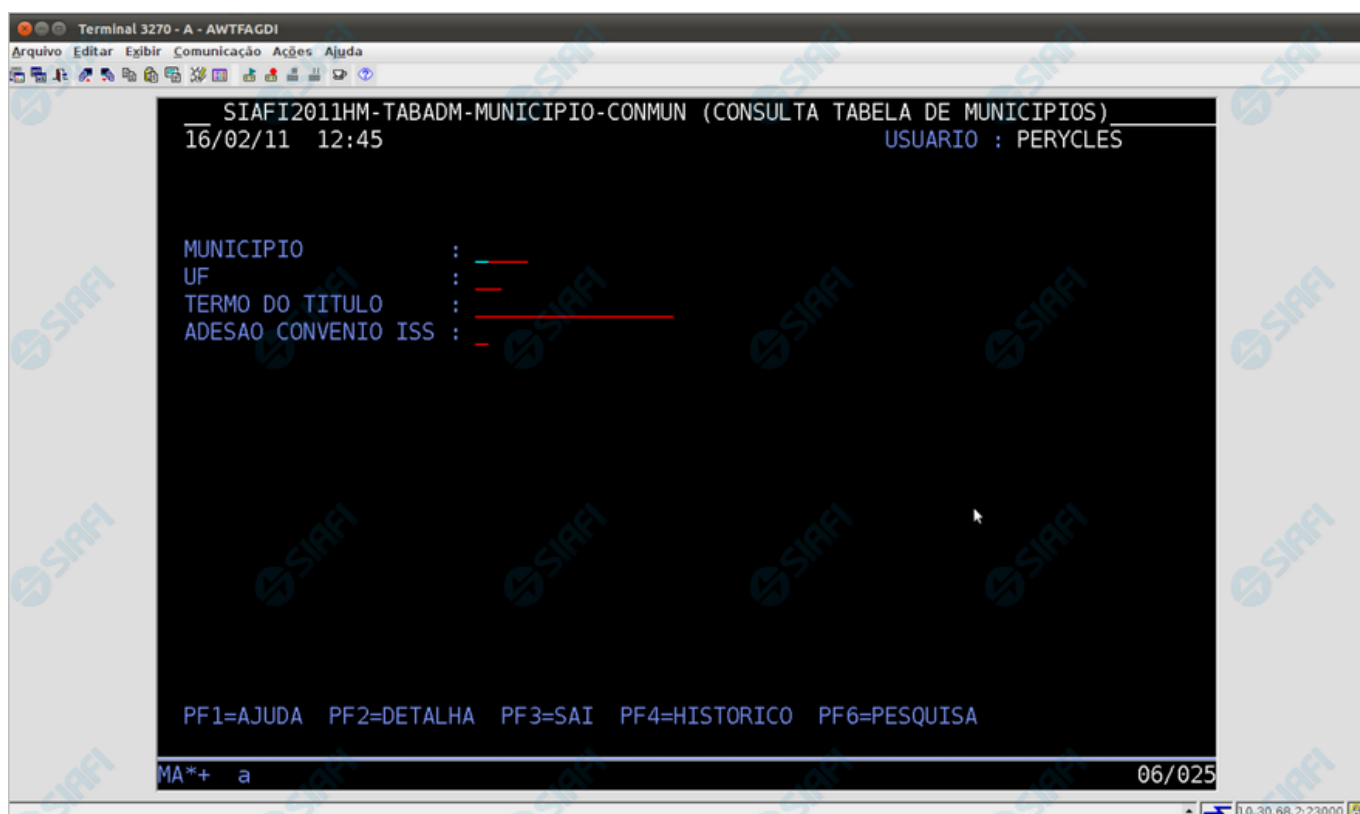 Terminal 3270 - A - AWTFAGDI
Arquivo Editar Exibir Comunicação Ações Ajuda
SIAFI2011HM-TABADM-MUNICIPIO-CONMUN (CONSULTA TABELA DE MUNICIPIOS)
16/02/11 12:45 USUARIO : PERYCLES
MUNICIPIO :
UF :
TERMO DO TITULO :
ADESAO CONVENIO ISS :
PF1=AJUDA PF2=DETALHA PF3=SAI PF4=HISTORICO PF6=PESQUISA
MA*+ a 06/025
10.30.68.2:23000
SIAFI